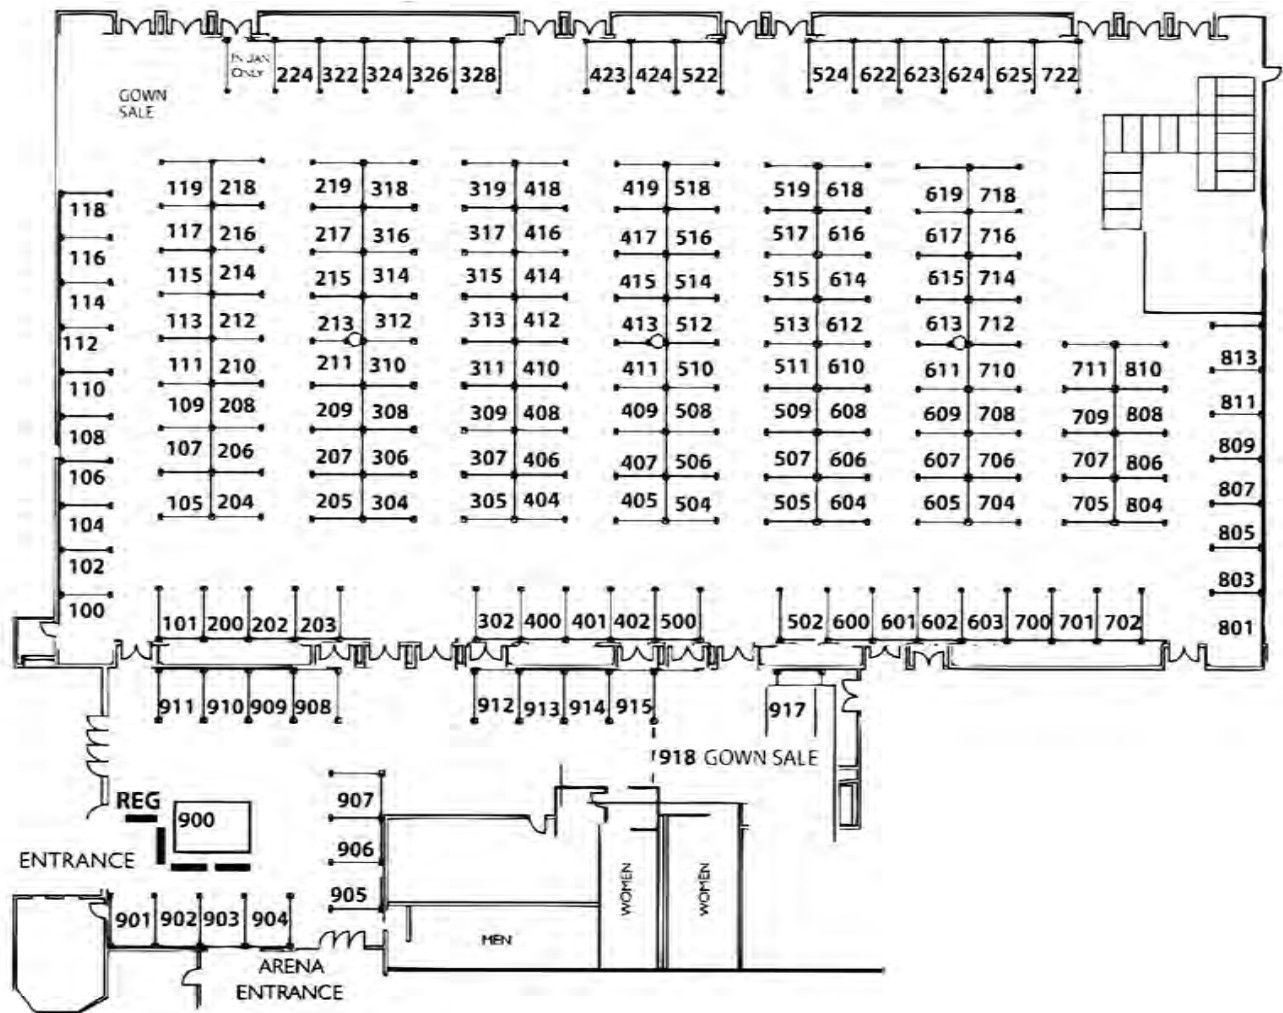 IN JAN
ONLY
224 322 324 326 328 423 424 522 524 622 623 624 625 722
GOWN
SALE
119 218 219 318 319 418 419 518 519 618 619 718
118
117 216 217 316 317 416 417 516 517 616 617 716
116
115 214 215 314 315 414 415 514 515 614 615 714
114
113 212 213 312 313 412 413 512 513 612 613 712
112
813
111 210 211 310 311 410 411 510 511 610 611 710 711 810
110
811
109 208 209 308 309 408 409 508 509 608 609 708 709 808
108
809
107 206 207 306 307 406 407 506 507 606 607 706 707 806
106
807
105 204 205 304 305 404 405 504 505 604 605 704 705 804
104
805
102
803
100
101 200 202 203 302 400 401 402 500 502 600 601 602 603 700 701 702 801
911 910 909 908 912 913 914 915 917
918 GOWN SALE
REG
900
907
906
ENTRANCE
905
WOMEN
WOMEN
901 902 903 904
MEN
ARENA
ENTRANCE